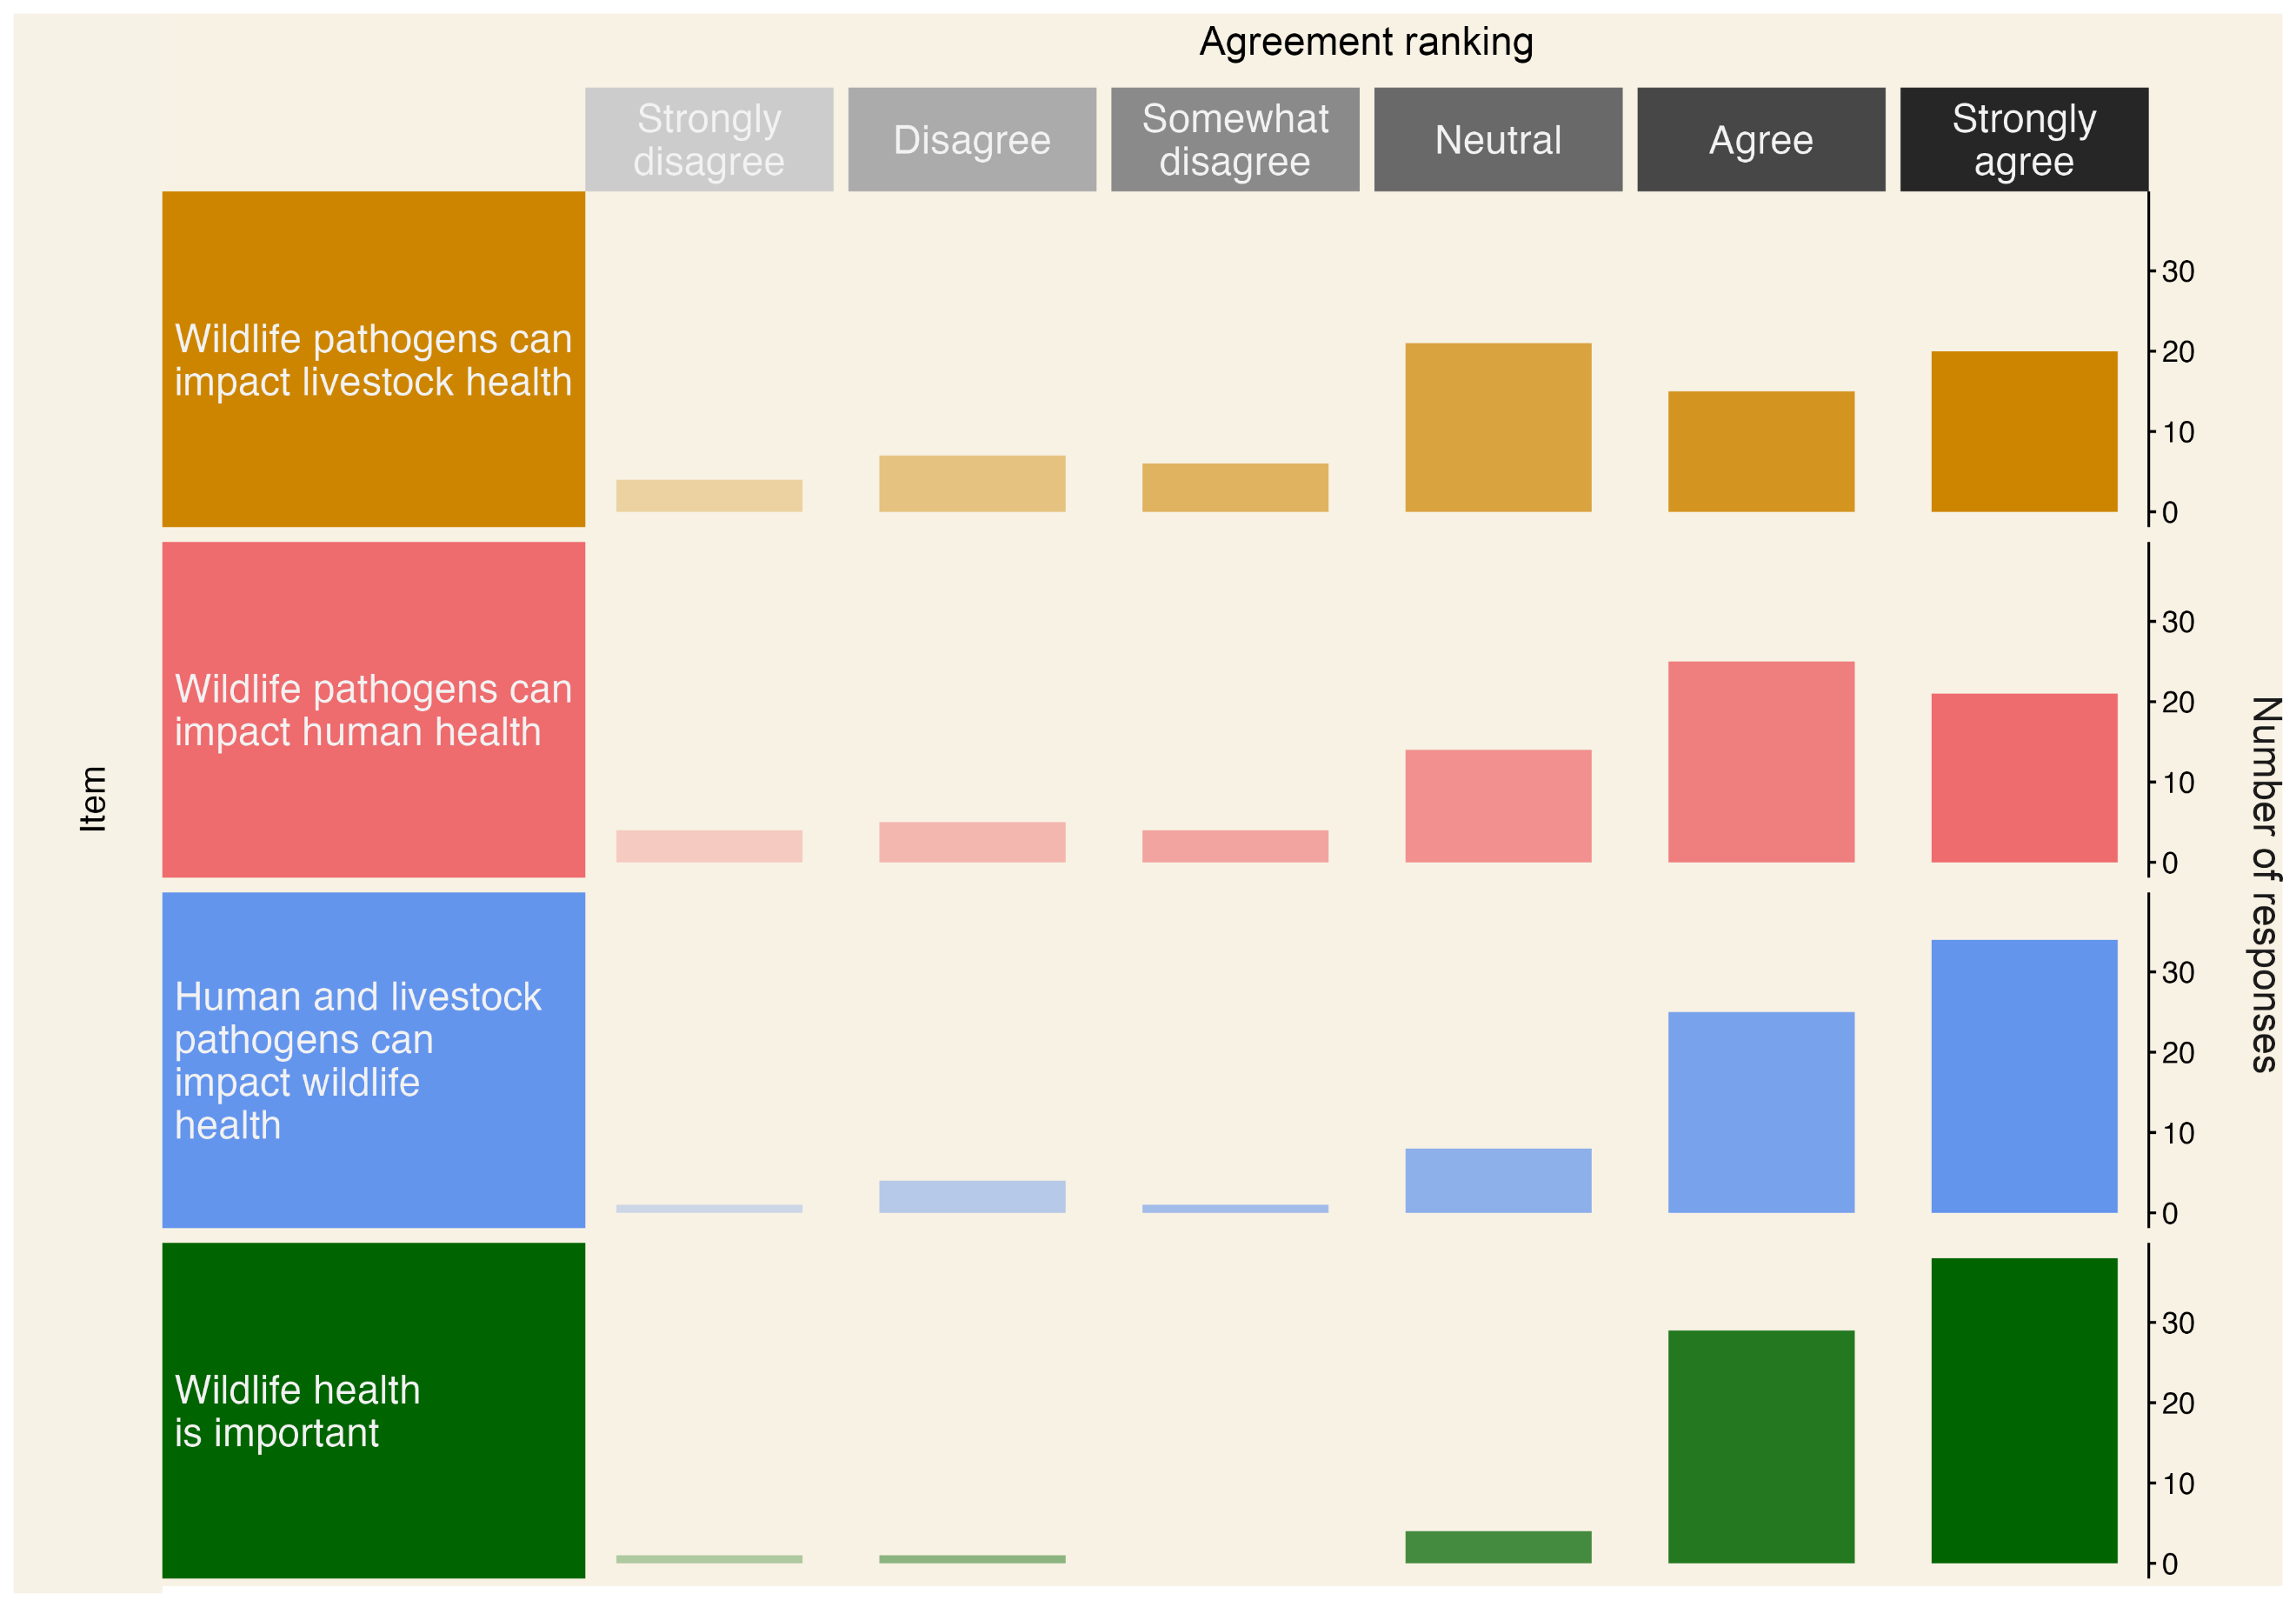 Agreement ranking
Strongly
disagree
Disagree
Somewhat
disagree
Neutral
Agree
Strongly
agree
Wildlife pathogens can
impact livestock health
30
20
10
0
Wildlife pathogens can
impact human health
30
20
10
0
Human and livestock
pathogens can
impact wildlife
health
30
20
10
0
Wildlife health
is important
30
20
10
0
Item
Number of responses